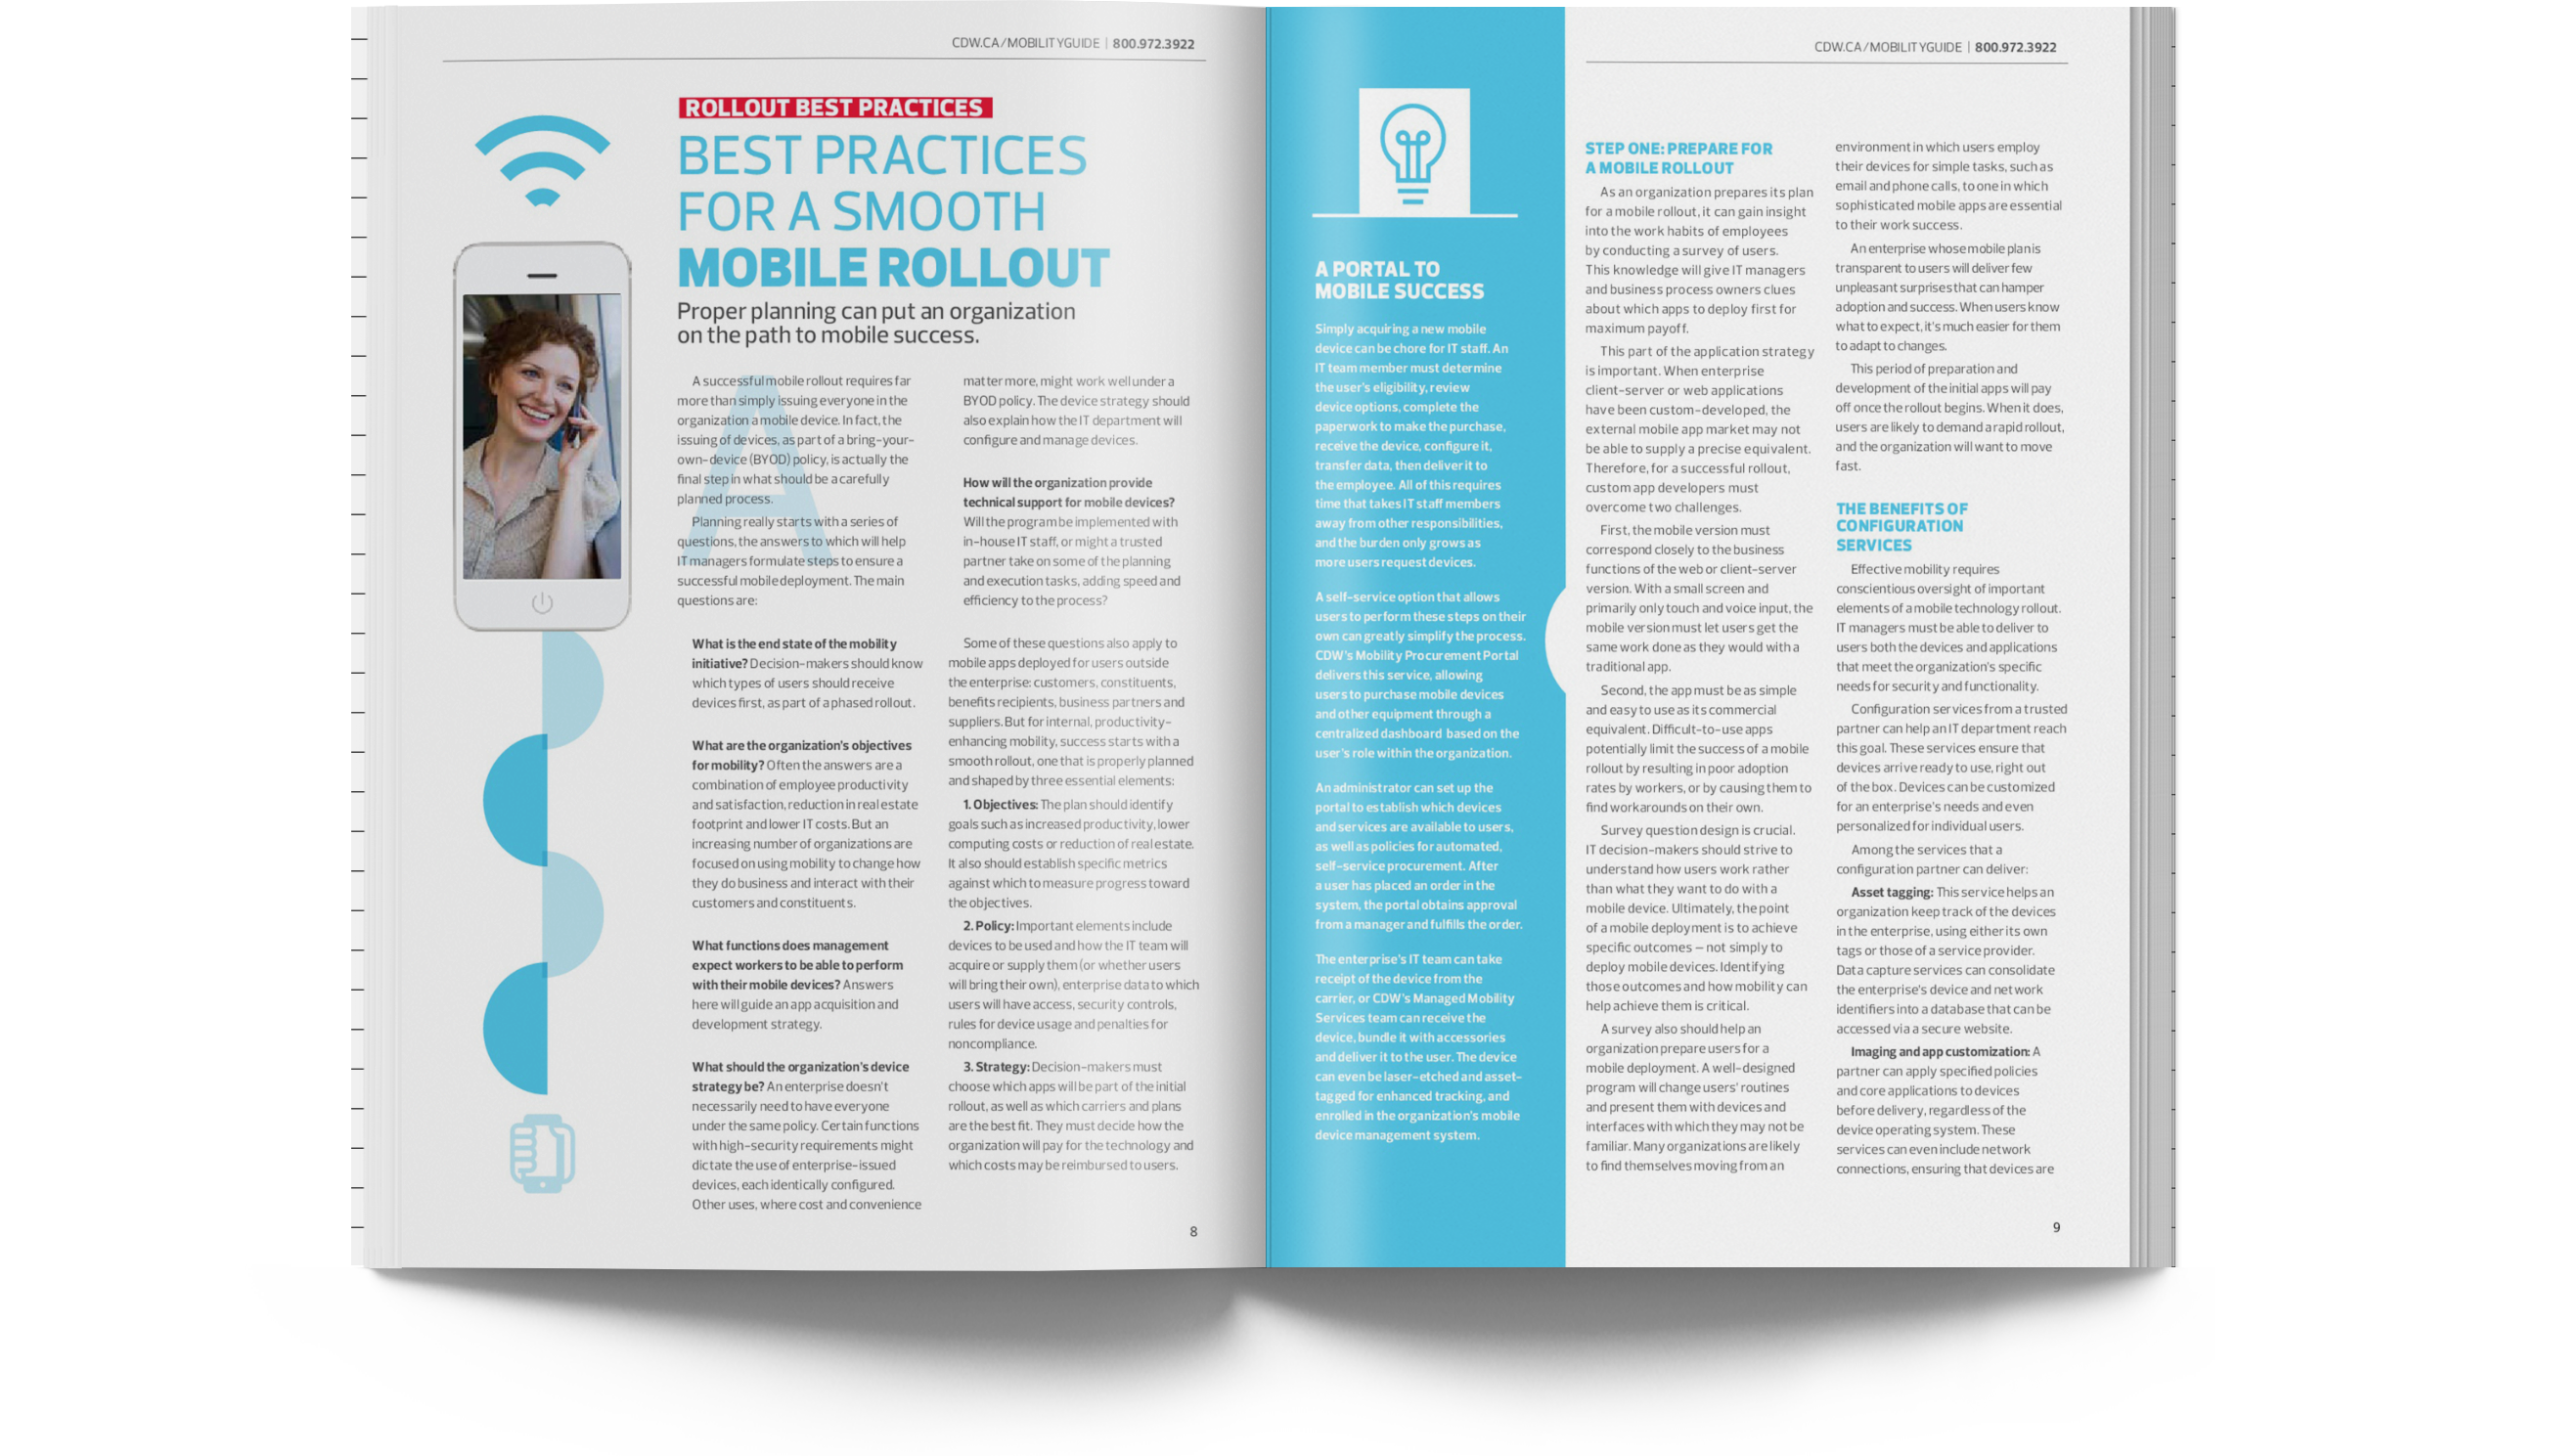 CDW.CA/MOBILITYGUIDE | 800.972.3922
ROLLOUT BEST PRACTICES
BEST PRACTICES
FOR A SMOOTH
MOBILE ROLLOUT
Proper planning can put an organization
on the path to mobile success.
A
A successful mobile rollout requires far
more than simply issuing everyone in the
organization a mobile device. In fact, the
issuing of devices, as part of a bring-your-
own-device (BYOD) policy, is actually the
final step in what should be a carefully
planned process.
Planning really starts with a series of
questions, the answers to which will help
IT managers formulate steps to ensure a
successful mobile deployment. The main
questions are:
What is the end state of the mobility
initiative? Decision-makers should know
which types of users should receive
devices first, as part of a phased rollout.
What are the organization's objectives
for mobility? Often the answers are a
combination of employee productivity
and satisfaction, reduction in real estate
footprint and lower IT costs. But an
increasing number of organizations are
focused on using mobility to change how
they do business and interact with their
customers and constituents.
What functions does management
expect workers to be able to perform
with their mobile devices? Answers
here will guide an app acquisition and
development strategy.
What should the organization's device
strategy be? An enterprise doesn't
necessarily need to have everyone
under the same policy. Certain functions
with high-security requirements might
dictate the use of enterprise-issued
devices, each identically configured.
Other uses, where cost and convenience
matter more, might work well under a
BYOD policy. The device strategy should
also explain how the IT department will
configure and manage devices.
How will the organization provide
technical support for mobile devices?
Will the program be implemented with
in-house IT staff, or might a trusted
partner take on some of the planning
and execution tasks, adding speed and
efficiency to the process?
Some of these questions also apply to
mobile apps deployed for users outside
the enterprise: customers, constituents,
benefits recipients, business partners and
suppliers. But for internal, productivity-
enhancing mobility, success starts with a
smooth rollout, one that is properly planned
and shaped by three essential elements:
1. Objectives: The plan should identify
goals such as increased productivity, lower
computing costs or reduction of real estate.
It also should establish specific metrics
against which to measure progress toward
the objectives.
2. Policy: Important elements include
devices to be used and how the IT team will
acquire or supply them (or whether users
will bring their own), enterprise data to which
users will have access, security controls,
rules for device usage and penalties for
noncompliance.
3. Strategy: Decision-makers must
choose which apps will be part of the initial
rollout, as well as which carriers and plans
are the best fit. They must decide how the
organization will pay for the technology and
which costs may be reimbursed to users.
8
CDW.CA/MOBILITYGUIDE | 800.972.3922
A PORTAL TO
MOBILE SUCCESS
Simply acquiring a new mobile
device can be chore for IT staff. An
IT team member must determine
the user's eligibility, review
device options, complete the
paperwork to make the purchase,
receive the device, configure it,
transfer data, then deliver it to
the employee. All of this requires
time that takes IT staff members
away from other responsibilities,
and the burden only grows as
more users request devices.
A self-service option that allows
users to perform these steps on their
own can greatly simplify the process.
CDW's Mobility Procurement Portal
delivers this service, allowing
users to purchase mobile devices
and other equipment through a
centralized dashboard based on the
user's role within the organization.
An administrator can set up the
portal to establish which devices
and services are available to users,
as well as policies for automated,
self-service procurement. After
a user has placed an order in the
system, the portal obtains approval
from a manager and fulfills the order.
The enterprise's IT team can take
receipt of the device from the
carrier, or CDW's Managed Mobility
Services team can receive the
device, bundle it with accessories
and deliver it to the user. The device
can even be laser-etched and asset-
tagged for enhanced tracking, and
enrolled in the organization's mobile
device management system.
STEP ONE: PREPARE FOR
A MOBILE ROLLOUT
As an organization prepares its plan
for a mobile rollout, it can gain insight
into the work habits of employees
by conducting a survey of users.
This knowledge will give IT managers
and business process owners clues
about which apps to deploy first for
maximum payoff.
This part of the application strategy
is important. When enterprise
client-server or web applications
have been custom-developed, the
external mobile app market may not
be able to supply a precise equivalent.
Therefore, for a successful rollout,
custom app developers must
overcome two challenges.
First, the mobile version must
correspond closely to the business
functions of the web or client-server
version. With a small screen and
primarily only touch and voice input, the
mobile version must let users get the
same work done as they would with a
traditional app.
Second, the app must be as simple
and easy to use as its commercial
equivalent. Difficult-to-use apps
potentially limit the success of a mobile
rollout by resulting in poor adoption
rates by workers, or by causing them to
find workarounds on their own.
Survey question design is crucial.
IT decision-makers should strive to
understand how users work rather
than what they want to do with a
mobile device. Ultimately, the point
of a mobile deployment is to achieve
specific outcomes — not simply to
deploy mobile devices. Identifying
those outcomes and how mobility can
help achieve them is critical.
A survey also should help an
organization prepare users for a
mobile deployment. A well-designed
program will change users' routines
and present them with devices and
interfaces with which they may not be
familiar. Many organizations are likely
to find themselves moving from an
environment in which users employ
their devices for simple tasks, such as
email and phone calls, to one in which
sophisticated mobile apps are essential
to their work success.
An enterprise whose mobile plan is
transparent to users will deliver few
unpleasant surprises that can hamper
adoption and success. When users know
what to expect, it's much easier for them
to adapt to changes.
This period of preparation and
development of the initial apps will pay
off once the rollout begins. When it does,
users are likely to demand a rapid rollout,
and the organization will want to move
fast.
THE BENEFITS OF
CONFIGURATION
SERVICES
Effective mobility requires
conscientious oversight of important
elements of a mobile technology rollout.
IT managers must be able to deliver to
users both the devices and applications
that meet the organization's specific
needs for security and functionality.
Configuration services from a trusted
partner can help an IT department reach
this goal. These services ensure that
devices arrive ready to use, right out
of the box. Devices can be customized
for an enterprise's needs and even
personalized for individual users.
Among the services that a
configuration partner can deliver:
Asset tagging: This service helps an
organization keep track of the devices
in the enterprise, using either its own
tags or those of a service provider.
Data capture services can consolidate
the enterprise's device and network
identifiers into a database that can be
accessed via a secure website.
Imaging and app customization: A
partner can apply specified policies
and core applications to devices
before delivery, regardless of the
device operating system. These
services can even include network
connections, ensuring that devices are
9